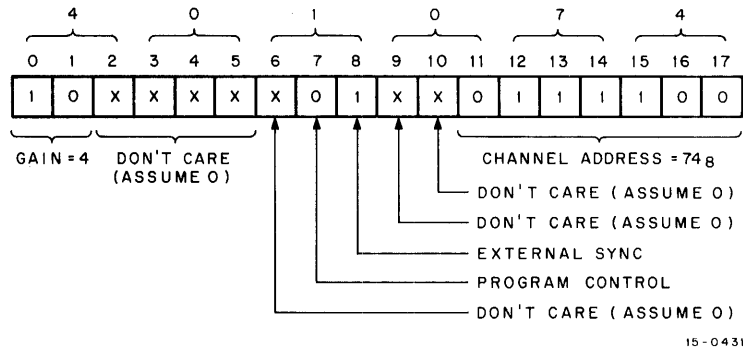 4 0 1 0 7 4
0 1 2 3 4 5 6 7 8 9 10 11 12 13 14 15 16 17
1 0 X X X X X 0 1 X X 0 1 1 1 1 0 0
GAIN = 4 DON'T CARE CHANNEL ADDRESS = 74 8
(ASSUME 0)
DON'T CARE (ASSUME 0)
DON'T CARE (ASSUME 0)
EXTERNAL SYNC
PROGRAM CONTROL
DON'T CARE (ASSUME 0)
15-0431